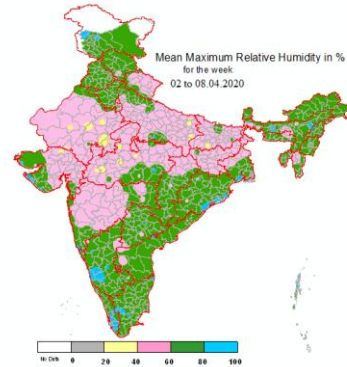 Mean Maximum Relative Humidity in %
for the week
02 to 08.04.2020
No Data 0 20 40 60 80 100